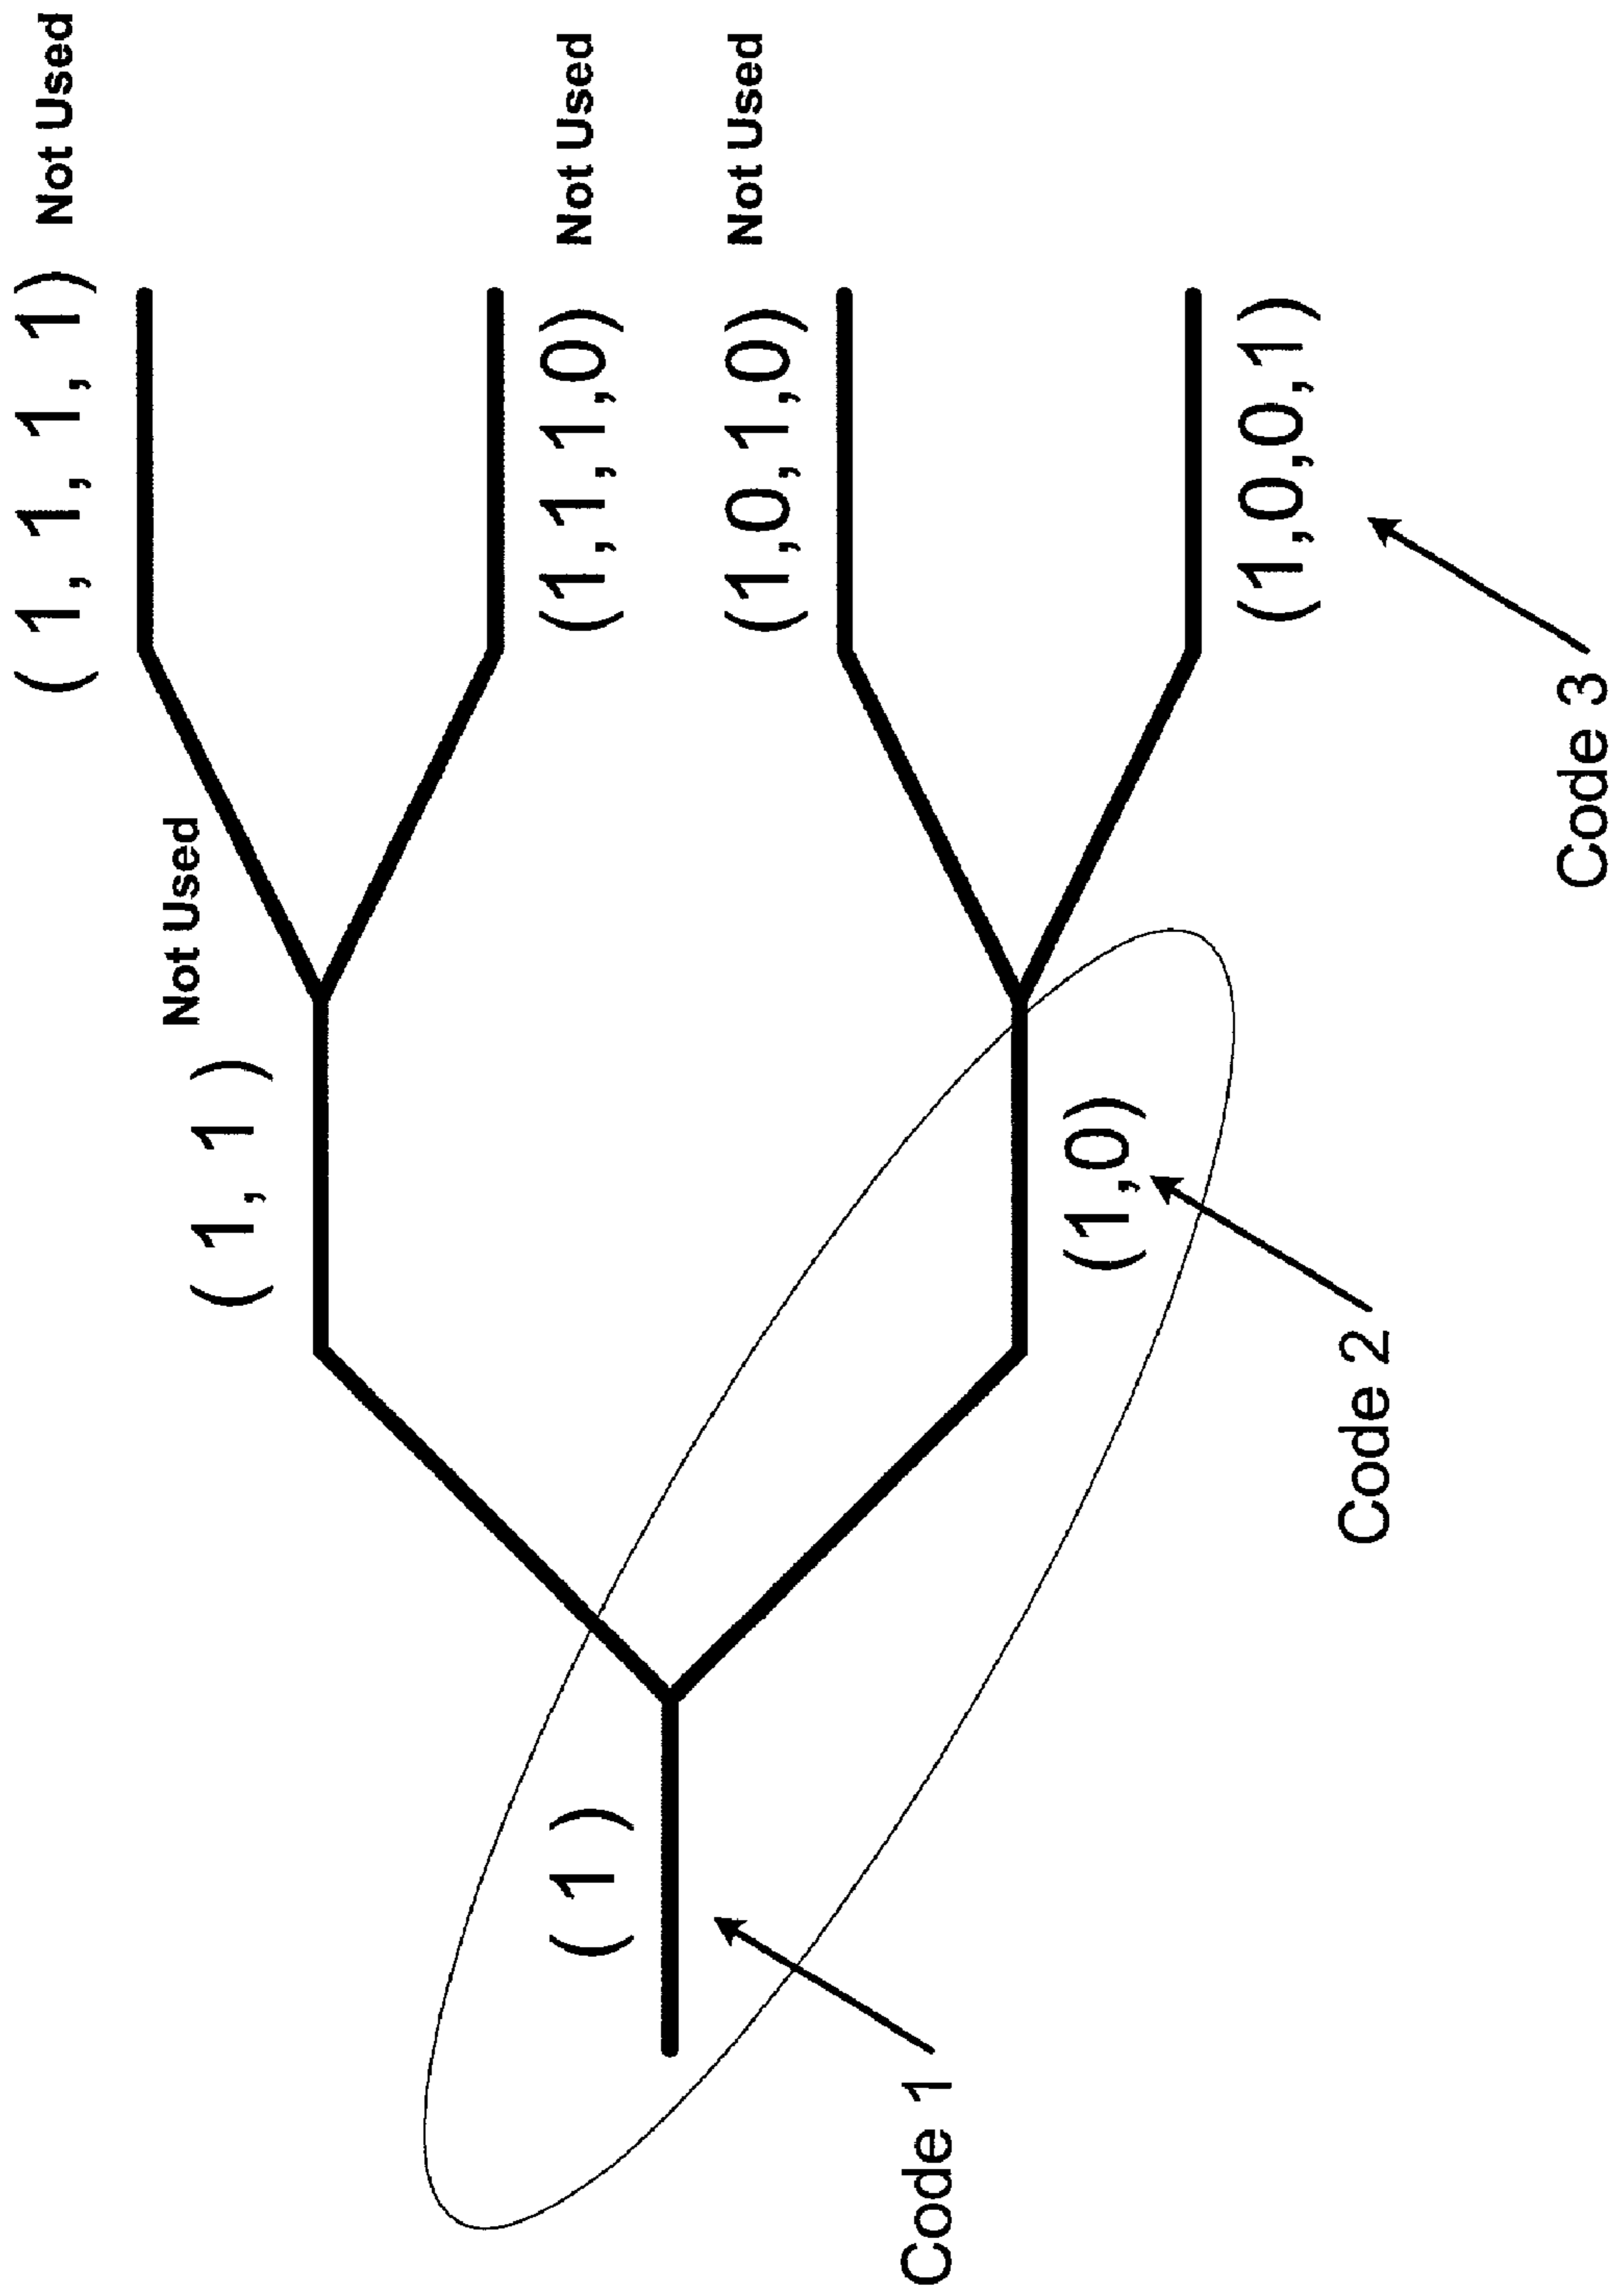 ( 1, 1, 1, 1) Not Used
( 1, 1 ) Not Used
(1,1,1,0) Not Used
( 1 )
(1,0,1,0) Not Used
(1,0)
Code 1
(1,0,0,1)
Code 2
Code 3